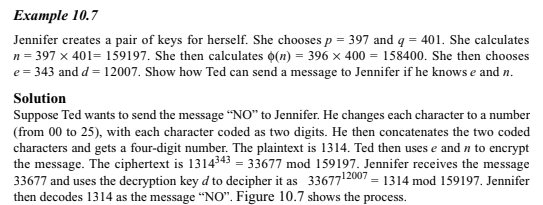 Example 10.7
Jennifer creates a pair of keys for herself. She chooses p = 397 and q = 401. She calculates
n = 397 × 401= 159197. She then calculates ϕ(n) = 396 × 400 = 158400. She then chooses
e = 343 and d = 12007. Show how Ted can send a message to Jennifer if he knows e and n.
Solution
Suppose Ted wants to send the message “NO” to Jennifer. He changes each character to a number
(from 00 to 25), with each character coded as two digits. He then concatenates the two coded
characters and gets a four-digit number. The plaintext is 1314. Ted then uses e and n to encrypt
the message. The ciphertext is 1314³⁴³ = 33677 mod 159197. Jennifer receives the message
33677 and uses the decryption key d to decipher it as 33677¹²⁰⁰⁷ = 1314 mod 159197. Jennifer
then decodes 1314 as the message “NO”. Figure 10.7 shows the process.